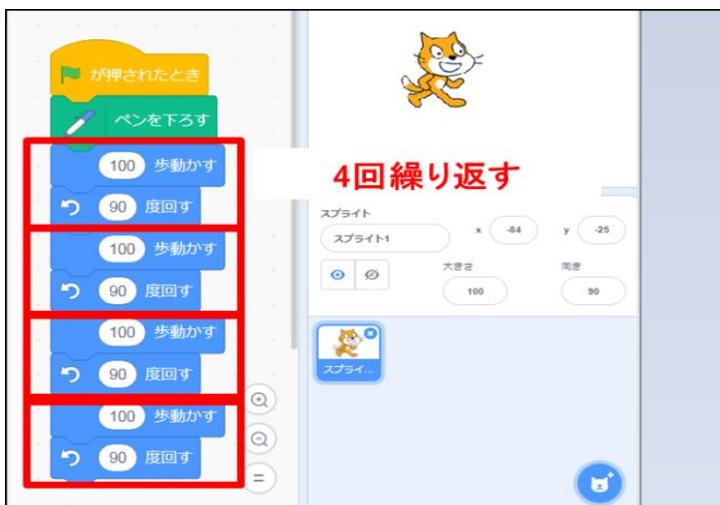 が押されたとき
ペンを下ろす
100 歩動かす
90 度回す
100 歩動かす
90 度回す
100 歩動かす
90 度回す
100 歩動かす
90 度回す
4回繰り返す
スプライト
スプライト1
x -84 y -25
大きさ 向き
100 90
スプライ...